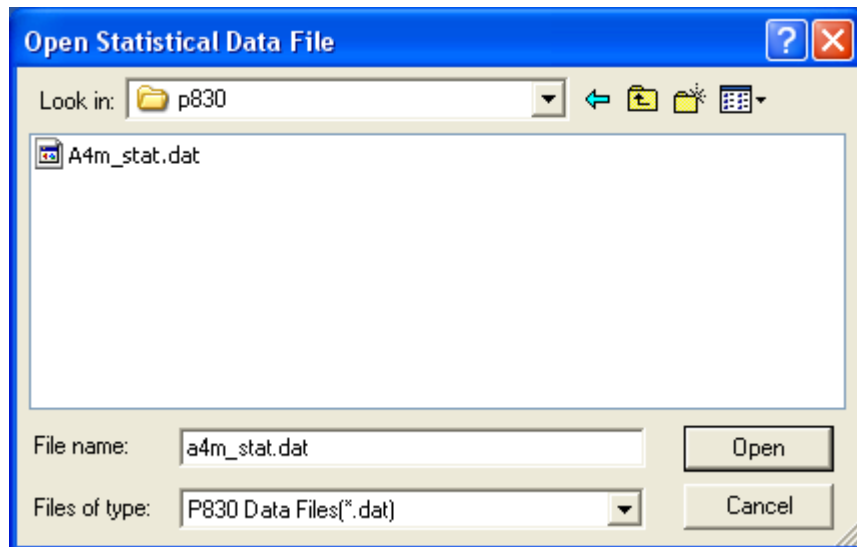 Open Statistical Data File
Look in: p830
A4m_stat.dat
File name: a4m_stat.dat Open
Files of type: P830 Data Files(*.dat) Cancel